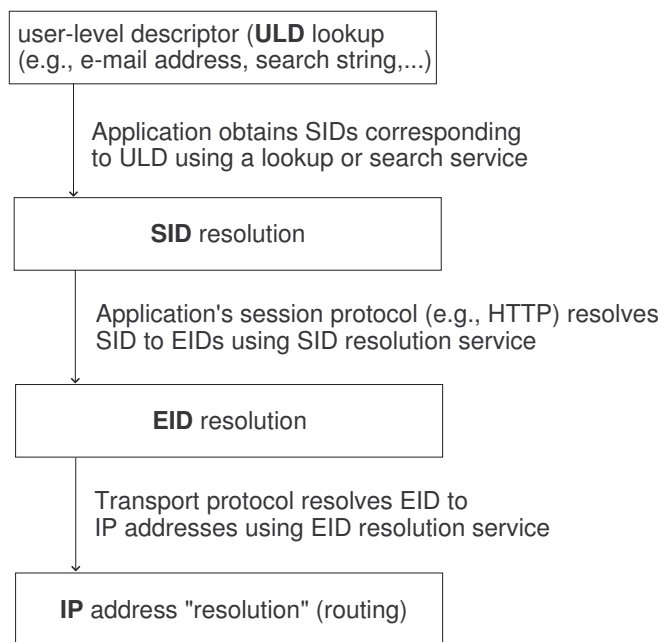 user-level descriptor (ULD lookup
(e.g., e-mail address, search string,...)
Application obtains SIDs corresponding
to ULD using a lookup or search service
SID resolution
Application's session protocol (e.g., HTTP) resolves
SID to EIDs using SID resolution service
EID resolution
Transport protocol resolves EID to
IP addresses using EID resolution service
IP address "resolution" (routing)